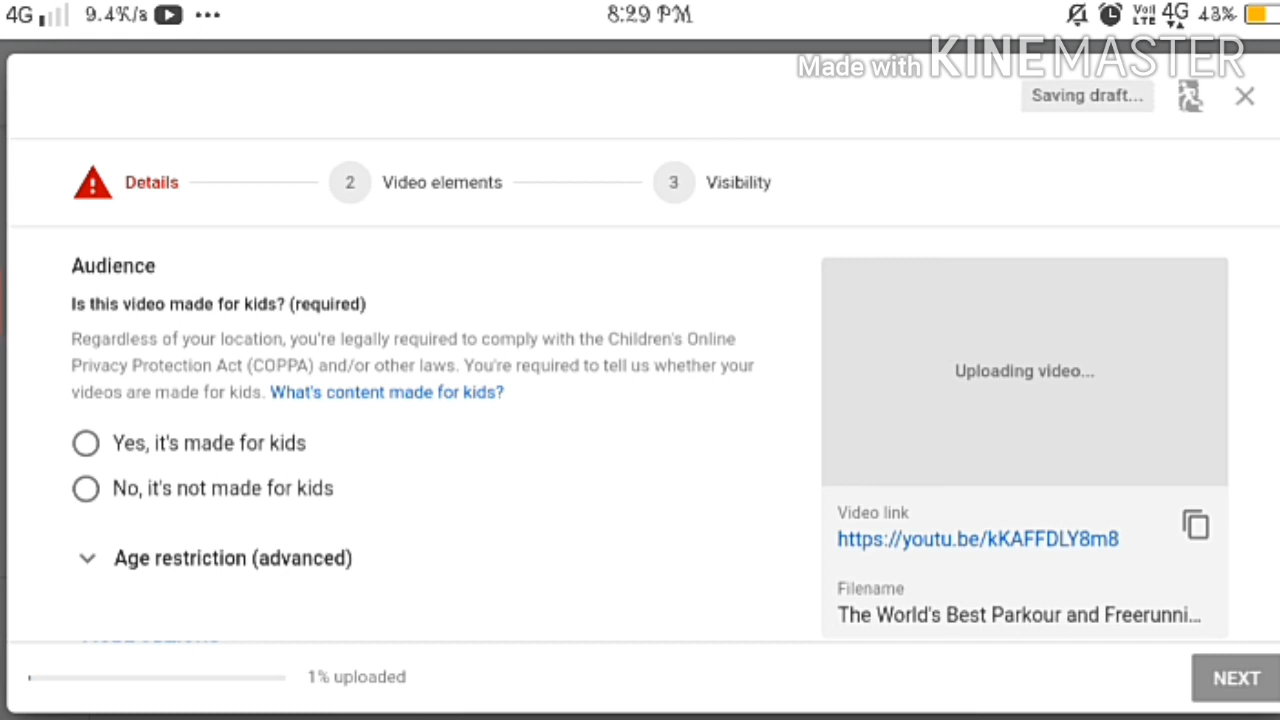 4G 9.4K/s 8:29 PM VoI) LTE 4G 43%
Made with KINEMASTER
Saving draft...
Details 2 Video elements 3 Visibility
Audience
Is this video made for kids? (required)
Regardless of your location, you're legally required to comply with the Children's Online
Privacy Protection Act (COPPA) and/or other laws. You're required to tell us whether your
videos are made for kids. What's content made for kids?
Yes, it's made for kids
No, it's not made for kids
Age restriction (advanced)
Uploading video...
Video link
https://youtu.be/kKAFFDLY8m8
Filename
The World's Best Parkour and Freerunni...
1% uploaded
NEXT